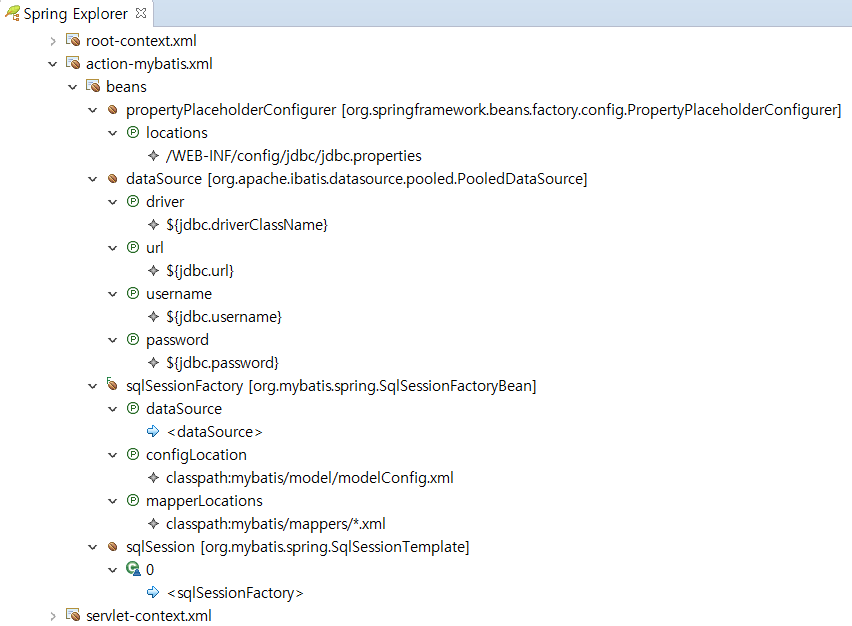 Spring Explorer
root-context.xml
action-mybatis.xml
beans
propertyPlaceholderConfigurer [org.springframework.beans.factory.config.PropertyPlaceholderConfigurer]
locations
/WEB-INF/config/jdbc/jdbc.properties
dataSource [org.apache.ibatis.datasource.pooled.PooledDataSource]
driver
${jdbc.driverClassName}
url
${jdbc.url}
username
${jdbc.username}
password
${jdbc.password}
sqlSessionFactory [org.mybatis.spring.SqlSessionFactoryBean]
dataSource
<dataSource>
configLocation
classpath:mybatis/model/modelConfig.xml
mapperLocations
classpath:mybatis/mappers/*.xml
sqlSession [org.mybatis.spring.SqlSessionTemplate]
0
<sqlSessionFactory>
servlet-context.xml